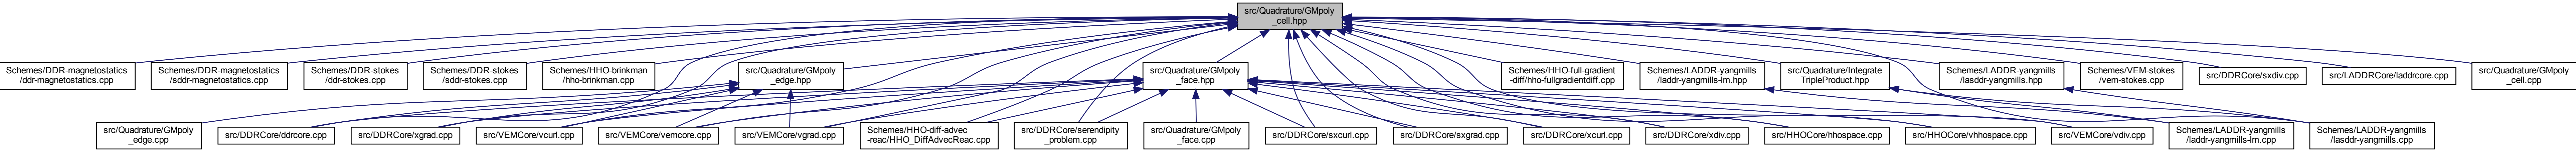 src/Quadrature/GMpoly
_cell.hpp
Schemes/DDR-magnetostatics
/ddr-magnetostatics.cpp
Schemes/DDR-magnetostatics
/sddr-magnetostatics.cpp
Schemes/DDR-stokes
/ddr-stokes.cpp
Schemes/DDR-stokes
/sddr-stokes.cpp
Schemes/HHO-brinkman
/hho-brinkman.cpp
src/Quadrature/GMpoly
_edge.hpp
src/Quadrature/GMpoly
_face.hpp
Schemes/HHO-full-gradient
-diff/hho-fullgradientdiff.cpp
Schemes/LADDR-yangmills
/laddr-yangmills-lm.hpp
src/Quadrature/Integrate
TripleProduct.hpp
Schemes/LADDR-yangmills
/lasddr-yangmills.hpp
Schemes/VEM-stokes
/vem-stokes.cpp
src/DDRCore/sxdiv.cpp
src/LADDRCore/laddrcore.cpp
src/Quadrature/GMpoly
_cell.cpp
src/Quadrature/GMpoly
_edge.cpp
src/DDRCore/ddrcore.cpp
src/DDRCore/xgrad.cpp
src/VEMCore/vcurl.cpp
src/VEMCore/vemcore.cpp
src/VEMCore/vgrad.cpp
Schemes/HHO-diff-advec
-reac/HHO_DiffAdvecReac.cpp
src/DDRCore/serendipity
_problem.cpp
src/Quadrature/GMpoly
_face.cpp
src/DDRCore/sxcurl.cpp
src/DDRCore/sxgrad.cpp
src/DDRCore/xcurl.cpp
src/DDRCore/xdiv.cpp
src/HHOCore/hhospace.cpp
src/HHOCore/vhhospace.cpp
src/VEMCore/vdiv.cpp
Schemes/LADDR-yangmills
/laddr-yangmills-lm.cpp
Schemes/LADDR-yangmills
/lasddr-yangmills.cpp